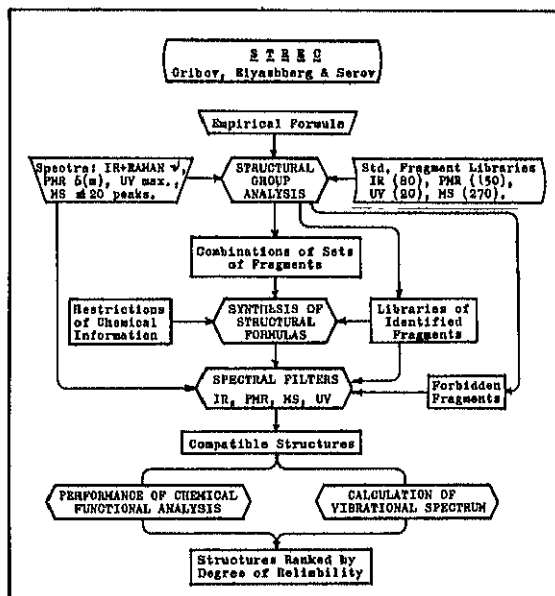 S T R E C
Gribov, Elyashberg & Serov
Empirical Formula
Spectra: IR+RAMAN ν,
PMR δ(m), UV max.,
MS ≤ 20 peaks.
STRUCTURAL
GROUP
ANALYSIS
Std. Fragment Libraries
IR (80), PMR (150),
UV (20), MS (270).
Combinations of Sets
of Fragments
Restrictions
of Chemical
Information
SYNTHESIS OF
STRUCTURAL
FORMULAS
Libraries of
Identified
Fragments
SPECTRAL FILTERS
IR, PMR, MS, UV
Forbidden
Fragments
Compatible Structures
PERFORMANCE OF CHEMICAL
FUNCTIONAL ANALYSIS
CALCULATION OF
VIBRATIONAL SPECTRUM
Structures Ranked by
Degree of Reliability